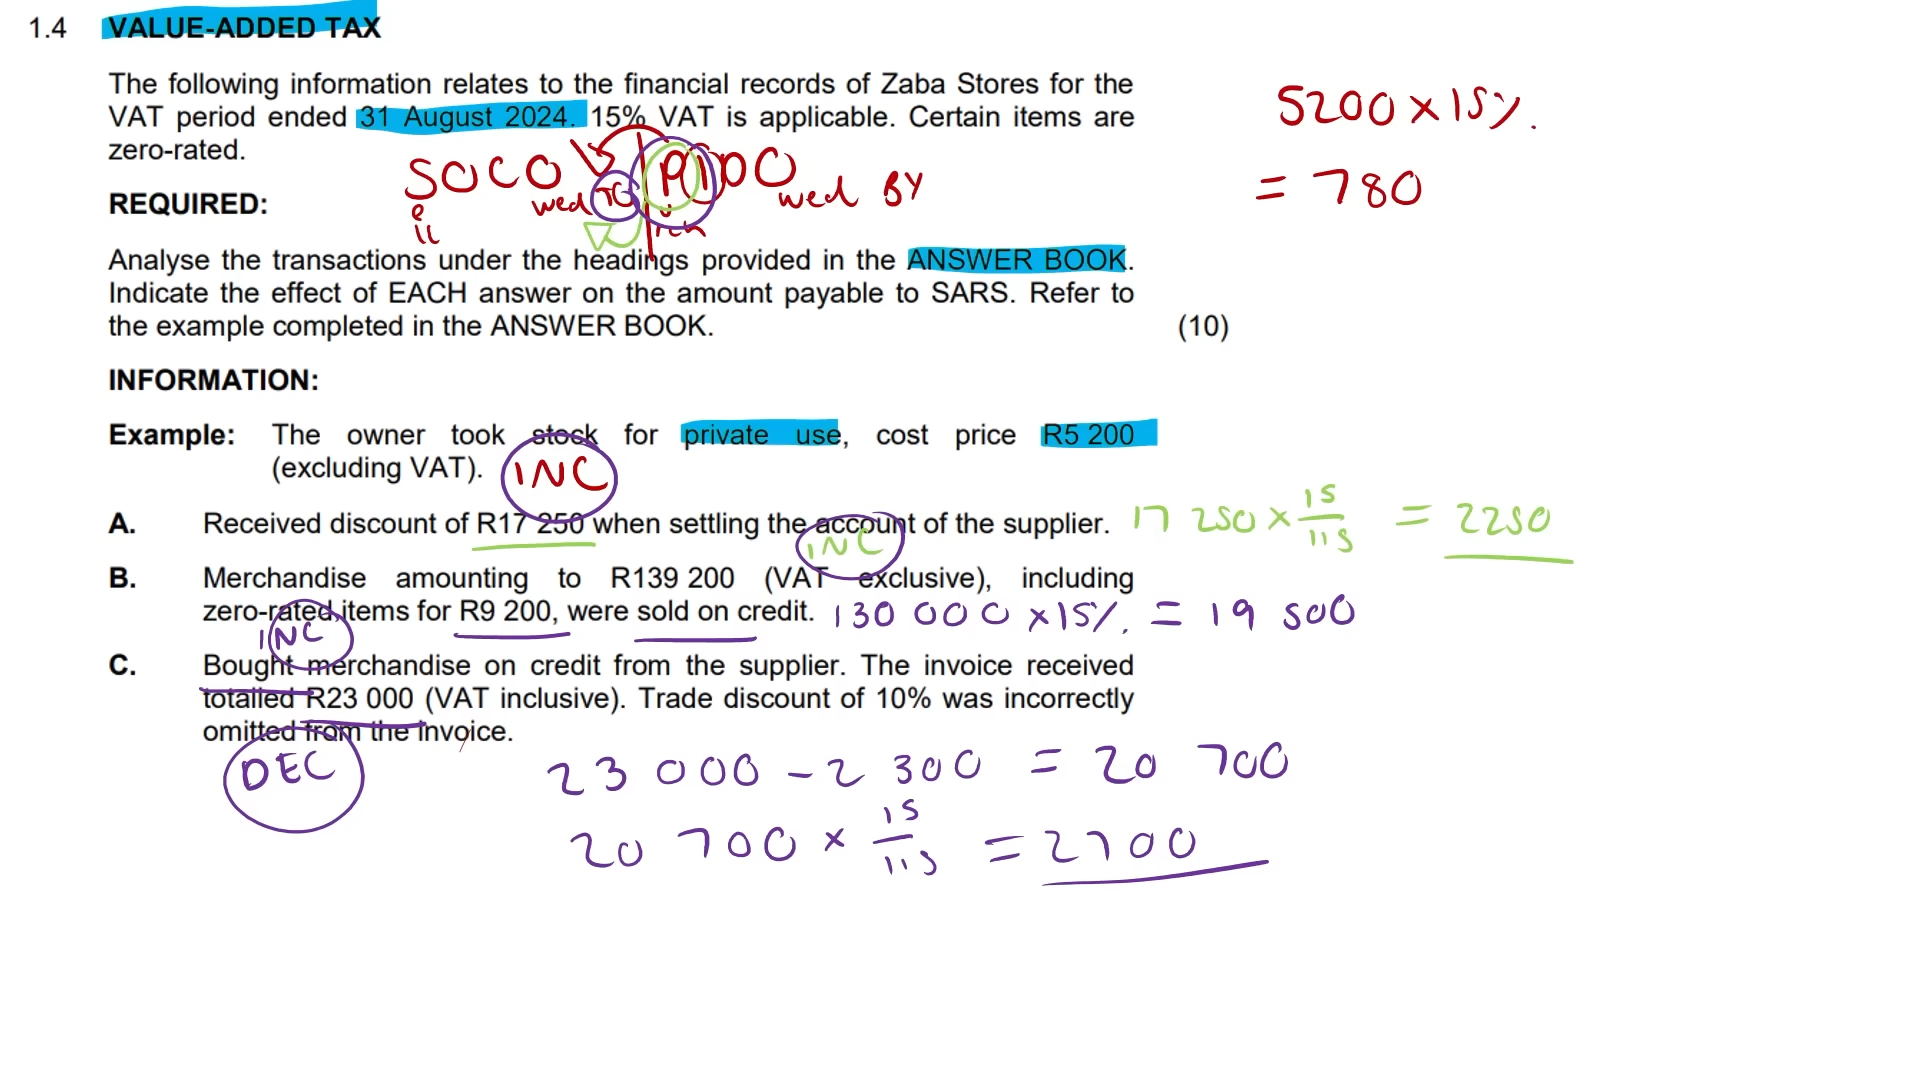 1.4 VALUE-ADDED TAX
The following information relates to the financial records of Zaba Stores for the
VAT period ended 31 August 2024. 15% VAT is applicable. Certain items are
zero-rated.
5200 x 15%.
= 780
SOCO PIDO
wed TO wed BY
REQUIRED:
Analyse the transactions under the headings provided in the ANSWER BOOK.
Indicate the effect of EACH answer on the amount payable to SARS. Refer to
the example completed in the ANSWER BOOK. (10)
INFORMATION:
Example: The owner took stock for private use, cost price R5 200
(excluding VAT). INC
A. Received discount of R17 250 when settling the account of the supplier. 17 250 x 15/115 = 2250
INC
B. Merchandise amounting to R139 200 (VAT exclusive), including
zero-rated items for R9 200, were sold on credit. 130 000 x 15%. = 19 500
INC
C. Bought merchandise on credit from the supplier. The invoice received
totalled R23 000 (VAT inclusive). Trade discount of 10% was incorrectly
omitted from the invoice.
DEC
23 000 - 2 300 = 20 700
20 700 x 15/115 = 2700